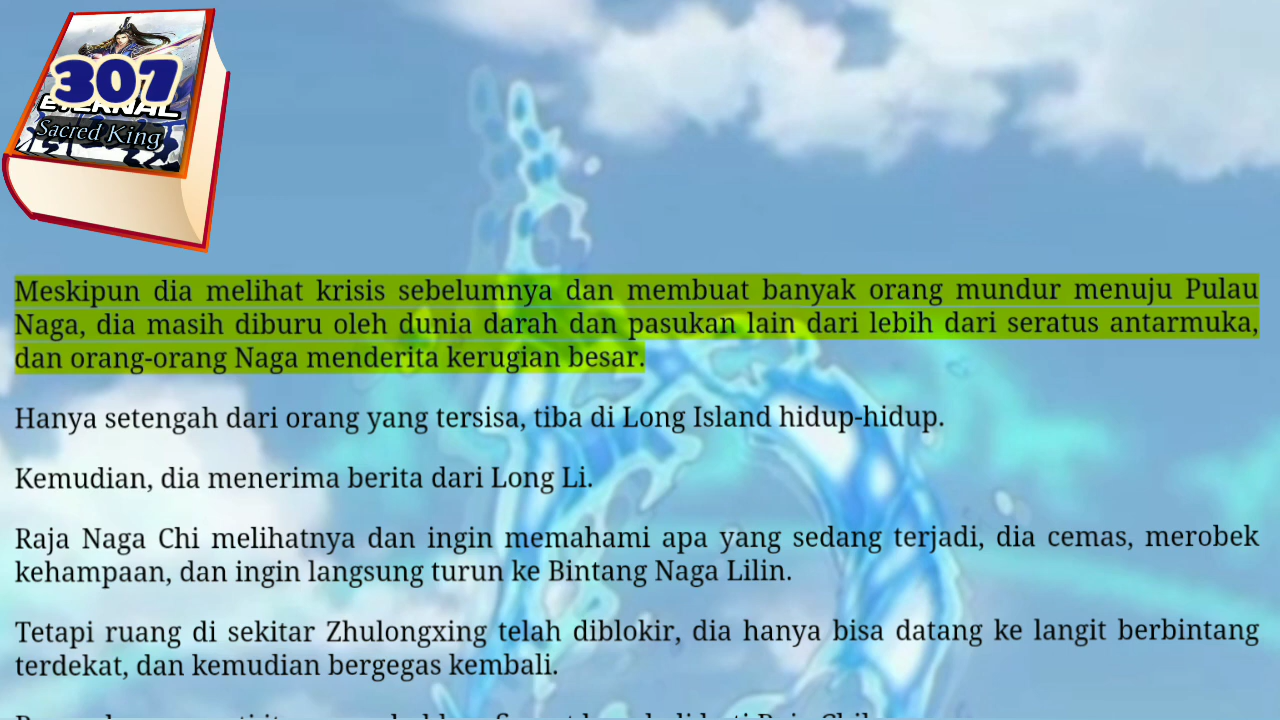 307
ETERNAL
Sacred King
Meskipun dia melihat krisis sebelumnya dan membuat banyak orang mundur menuju Pulau
Naga, dia masih diburu oleh dunia darah dan pasukan lain dari lebih dari seratus antarmuka,
dan orang-orang Naga menderita kerugian besar.
Hanya setengah dari orang yang tersisa, tiba di Long Island hidup-hidup.
Kemudian, dia menerima berita dari Long Li.
Raja Naga Chi melihatnya dan ingin memahami apa yang sedang terjadi, dia cemas, merobek
kehampaan, dan ingin langsung turun ke Bintang Naga Lilin.
Tetapi ruang di sekitar Zhulongxing telah diblokir, dia hanya bisa datang ke langit berbintang
terdekat, dan kemudian bergegas kembali.